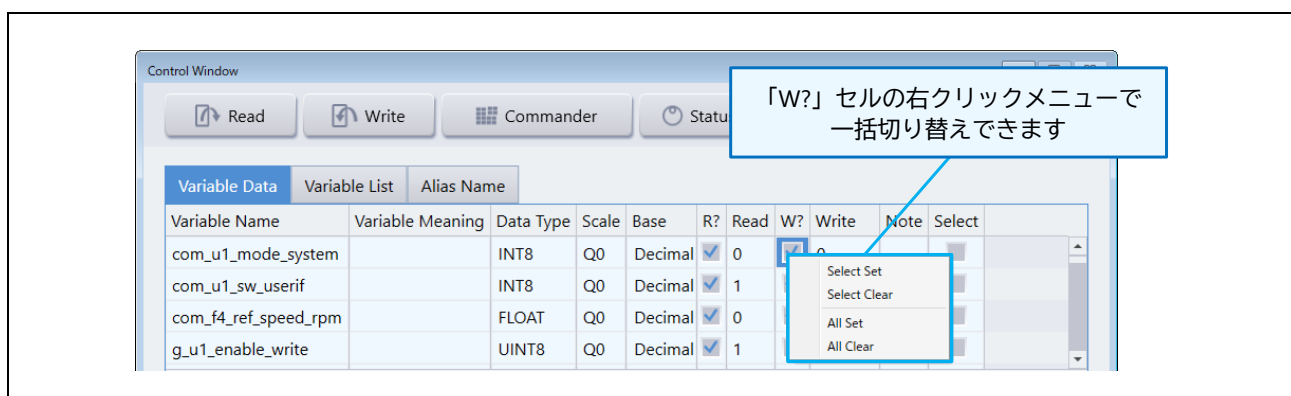 Control Window
「W?」セルの右クリックメニューで
一括切り替えできます
Read Write Commander Statu
Variable Data Variable List Alias Name
Variable Name Variable Meaning Data Type Scale Base R? Read W? Write Note Select
com_u1_mode_system INT8 Q0 Decimal 0 0
com_u1_sw_userif INT8 Q0 Decimal 1
com_f4_ref_speed_rpm FLOAT Q0 Decimal 0
g_u1_enable_write UINT8 Q0 Decimal 1
Select Set
Select Clear
All Set
All Clear